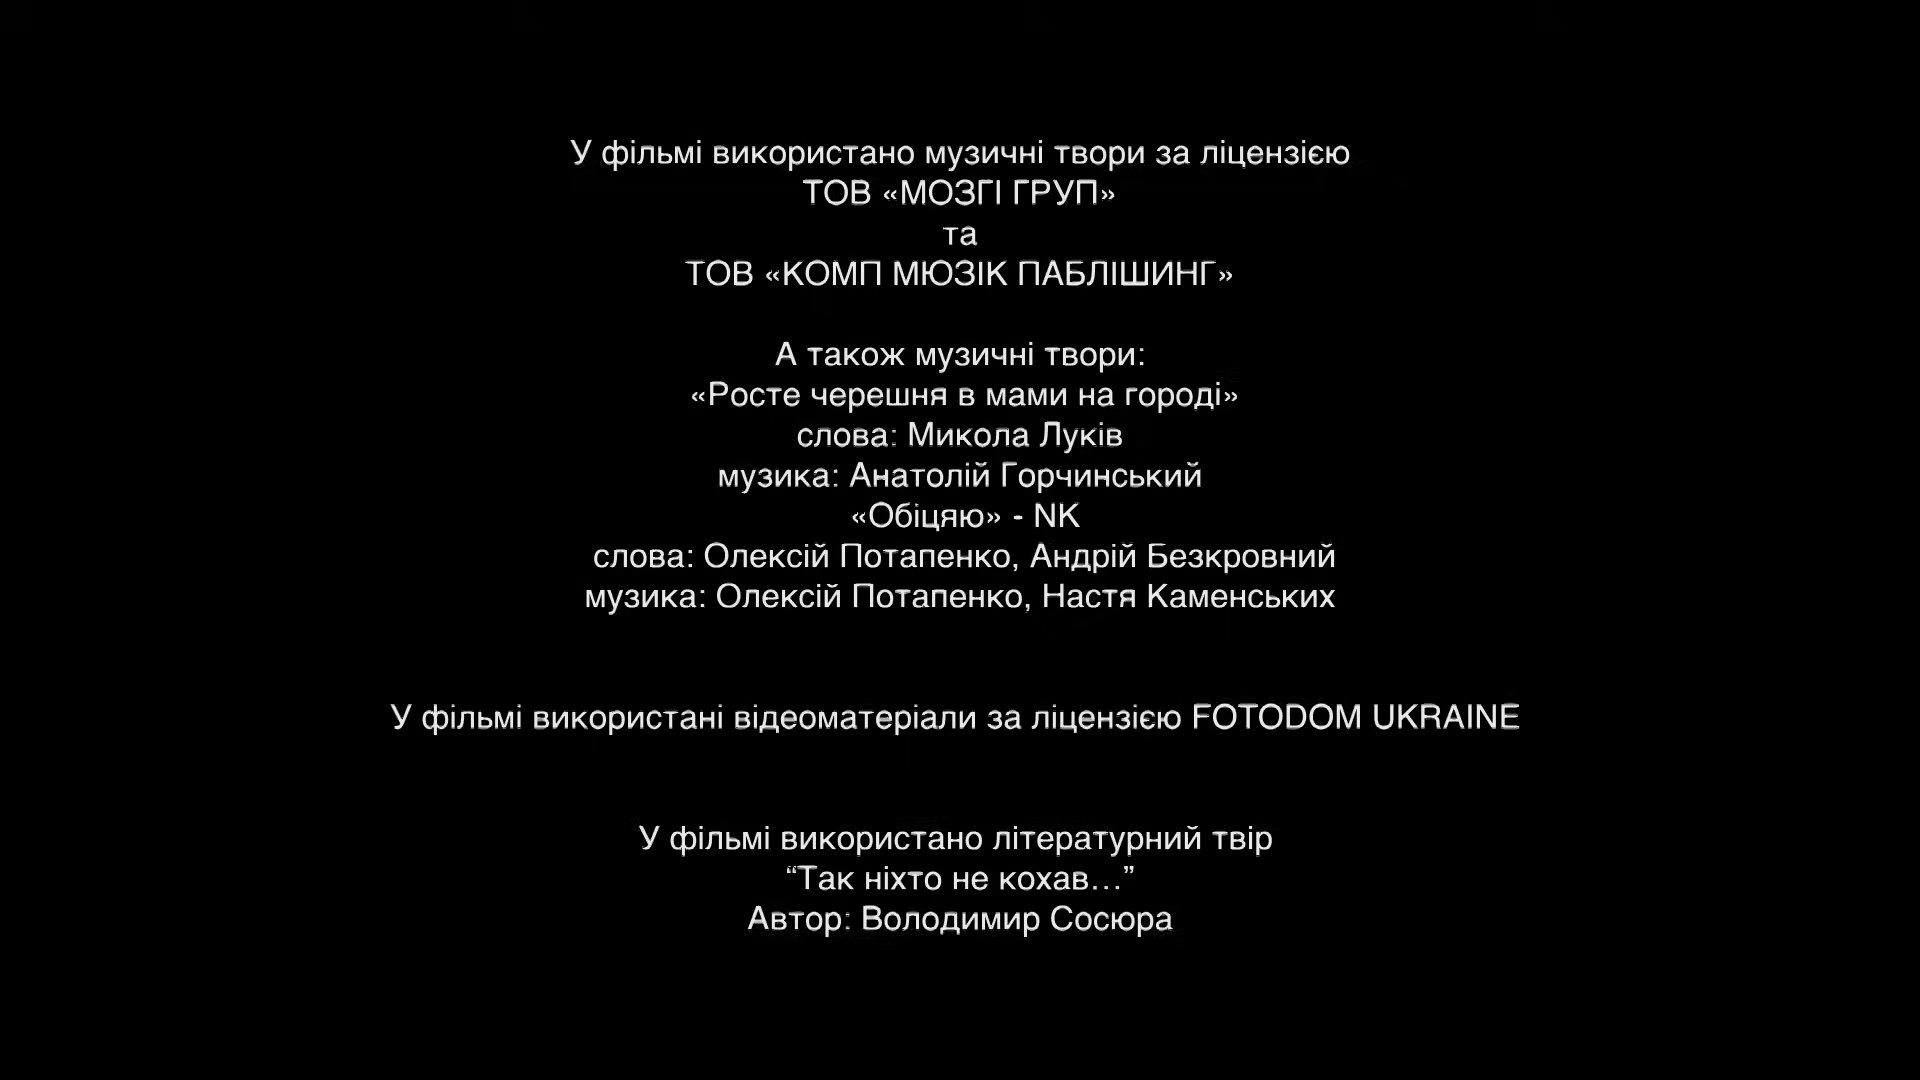 У фільмі використано музичні твори за ліцензією
ТОВ «МОЗГІ ГРУП»
та
ТОВ «КОМП МЮЗІК ПАБЛІШИНГ»
А також музичні твори:
«Росте черешня в мами на городі»
слова: Микола Луків
музика: Анатолій Горчинський
«Обіцяю» - NK
слова: Олексій Потапенко, Андрій Безкровний
музика: Олексій Потапенко, Настя Каменських
У фільмі використані відеоматеріали за ліцензією FOTODOM UKRAINE
У фільмі використано літературний твір
“Так ніхто не кохав…”
Автор: Володимир Сосюра